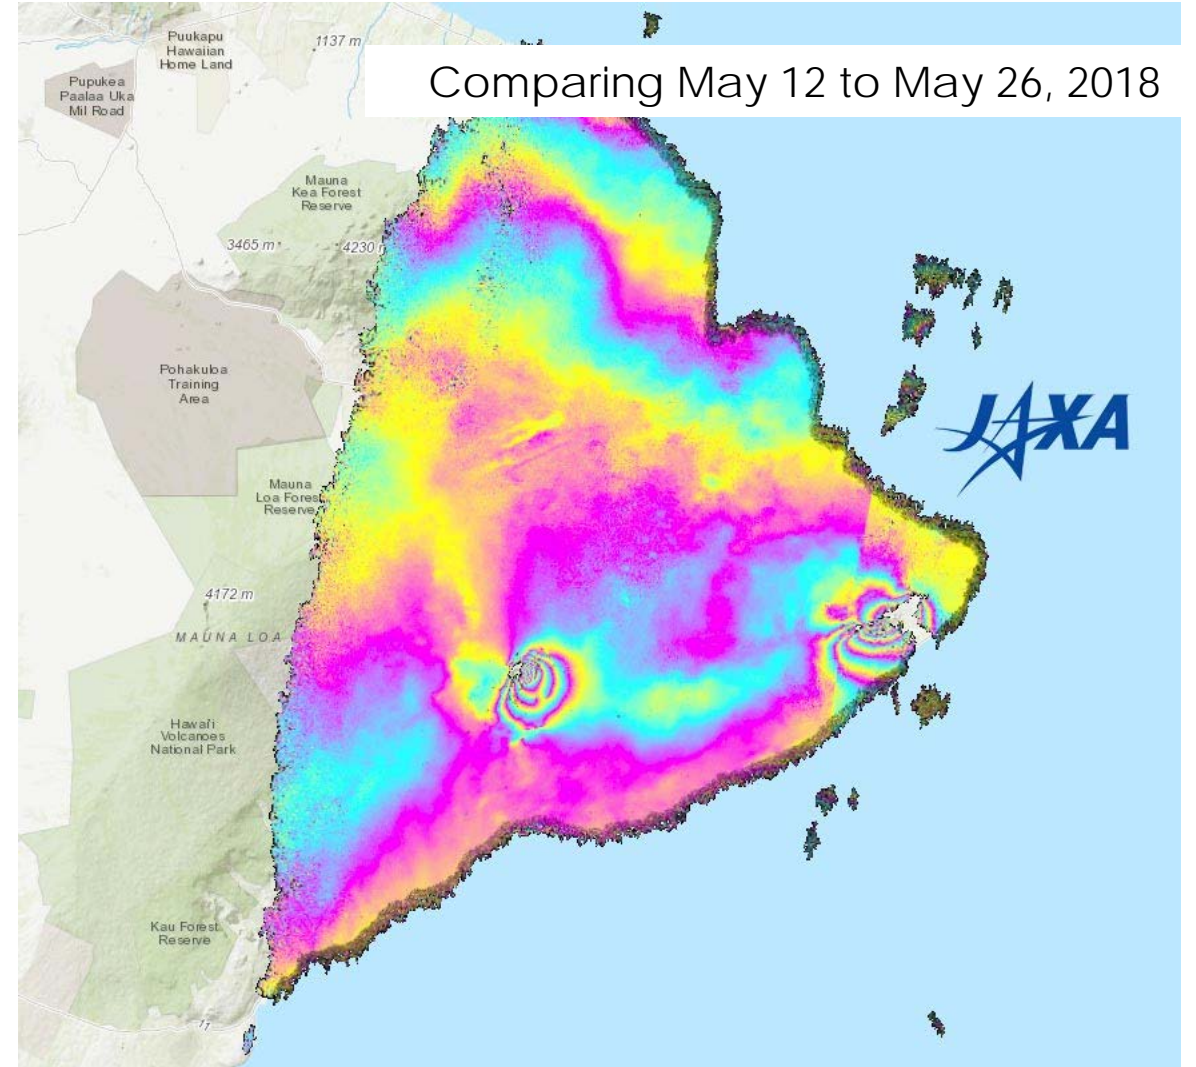 Puukapu
Hawaiian
Home Land
1137 m
Comparing May 12 to May 26, 2018
Pupukea
Paalaa Uka
Mil Road
Mauna
Kea Forest
Reserve
3465 m
4230
Pohakuloa
Training
Area
JAXA
Mauna
Loa Forest
Reserve
4172 m
MAUNA LOA
Hawai'i
Volcanoes
National Park
Kau Forest
Reserve
11